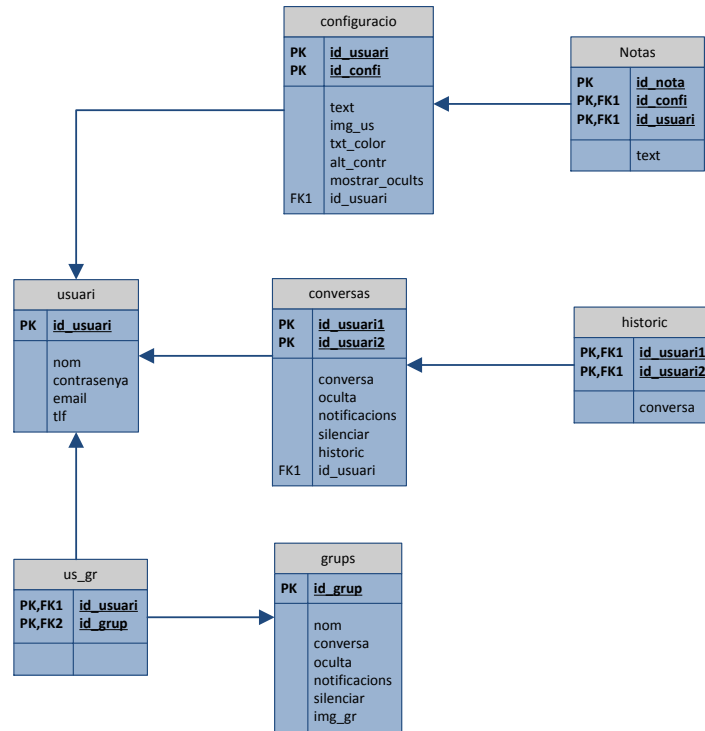 configuracio
PK id_usuari
PK id_confi
text
img_us
txt_color
alt_contr
mostrar_ocults
FK1 id_usuari
Notas
PK id_nota
PK,FK1 id_confi
PK,FK1 id_usuari
text
usuari
PK id_usuari
nom
contrasenya
email
tlf
conversas
PK id_usuari1
PK id_usuari2
conversa
oculta
notificacions
silenciar
historic
FK1 id_usuari
historic
PK,FK1 id_usuari1
PK,FK1 id_usuari2
conversa
us_gr
PK,FK1 id_usuari
PK,FK2 id_grup
grups
PK id_grup
nom
conversa
oculta
notificacions
silenciar
img_gr